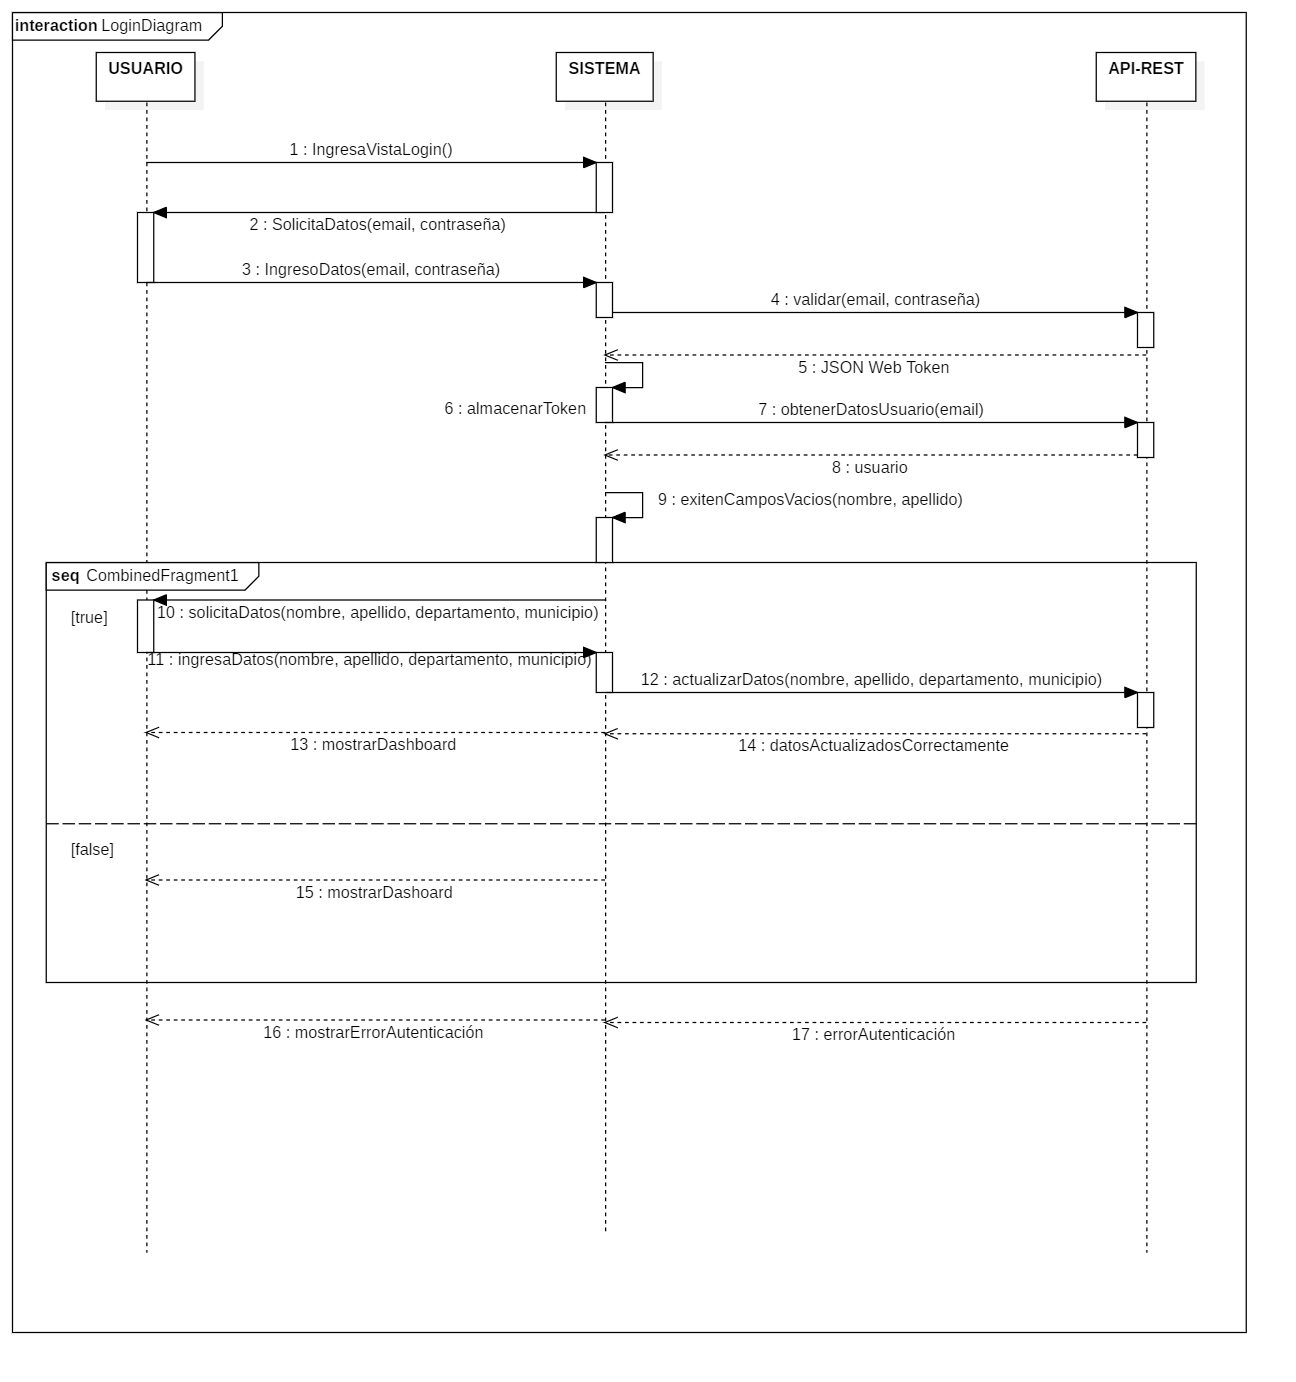 interaction LoginDiagram
USUARIO
SISTEMA
API-REST
1 : IngresaVistaLogin()
2 : SolicitaDatos(email, contraseña)
3 : IngresoDatos(email, contraseña)
4 : validar(email, contraseña)
5 : JSON Web Token
6 : almacenarToken
7 : obtenerDatosUsuario(email)
8 : usuario
9 : exitenCamposVacios(nombre, apellido)
seq CombinedFragment1
[true]
10 : solicitaDatos(nombre, apellido, departamento, municipio)
11 : ingresaDatos(nombre, apellido, departamento, municipio)
12 : actualizarDatos(nombre, apellido, departamento, municipio)
13 : mostrarDashboard
14 : datosActualizadosCorrectamente
[false]
15 : mostrarDashoard
16 : mostrarErrorAutenticación
17 : errorAutenticación